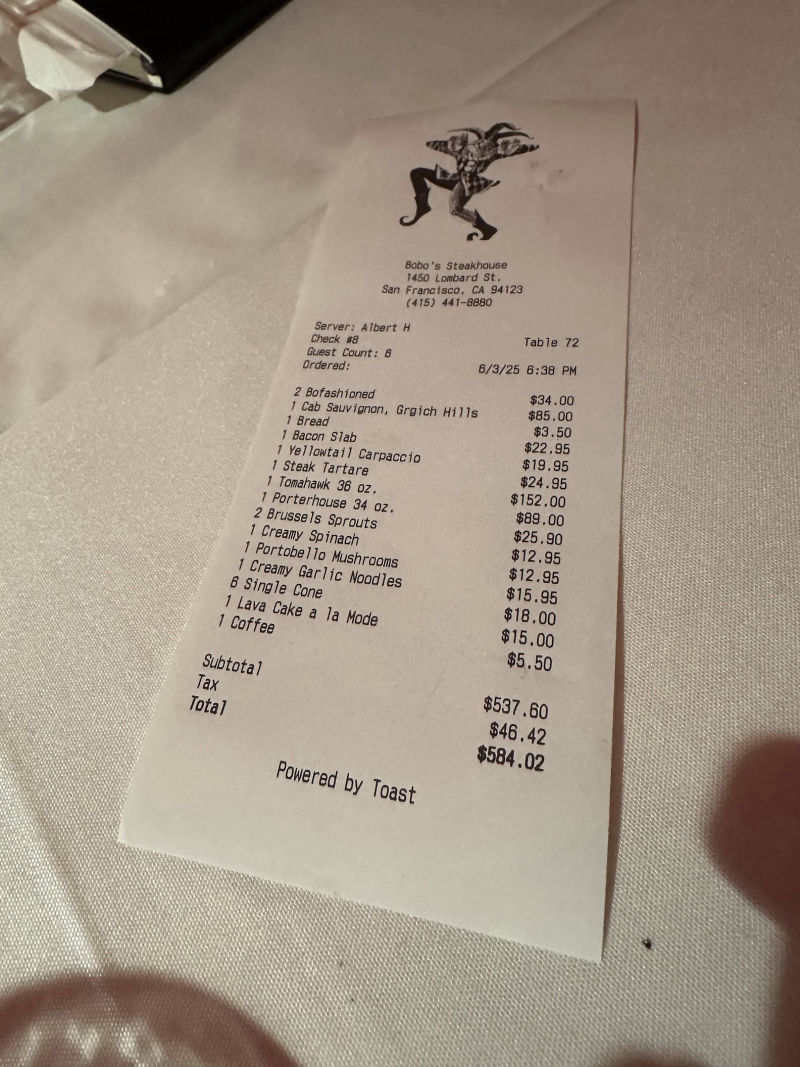 Bobo's Steakhouse
1450 Lombard St.
San Francisco, CA 94123
(415) 441-8880
Server: Albert H
Check #8 Table 72
Guest Count: 6
Ordered: 6/3/25 6:38 PM
2 Bofashioned $34.00
1 Cab Sauvignon, Grgich Hills $85.00
1 Bread $3.50
1 Bacon Slab $22.95
1 Yellowtail Carpaccio $19.95
1 Steak Tartare $24.95
1 Tomahawk 36 oz. $152.00
1 Porterhouse 34 oz. $89.00
2 Brussels Sprouts $25.90
1 Creamy Spinach $12.95
1 Portobello Mushrooms $12.95
1 Creamy Garlic Noodles $15.95
6 Single Cone $18.00
1 Lava Cake a la Mode $15.00
1 Coffee $5.50
Subtotal $537.60
Tax $46.42
Total $584.02
Powered by Toast